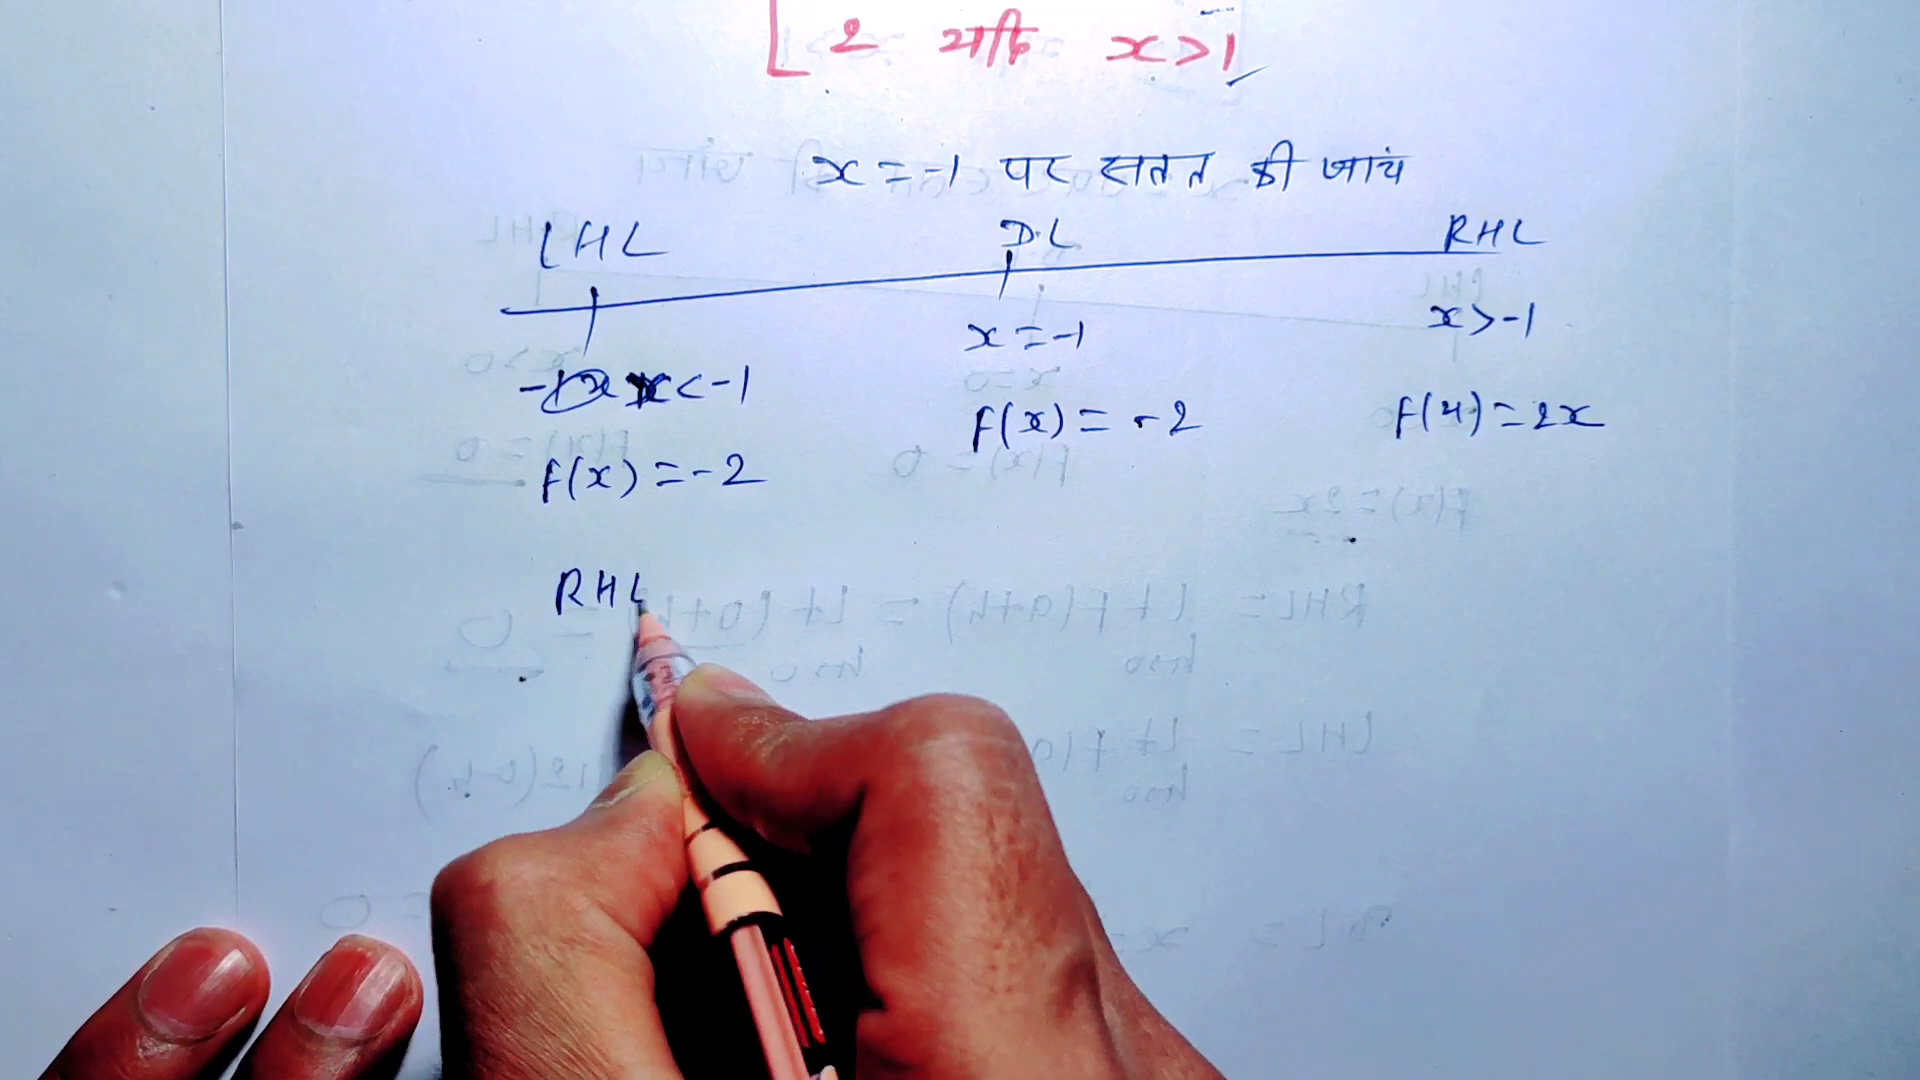 2 यदि x>1
x = -1 पर सतत की जांच
LHL D.L RHL
x = -1 x > -1
x < -1
f(x) = -2 f(x) = 2x
f(x) = -2
RHL